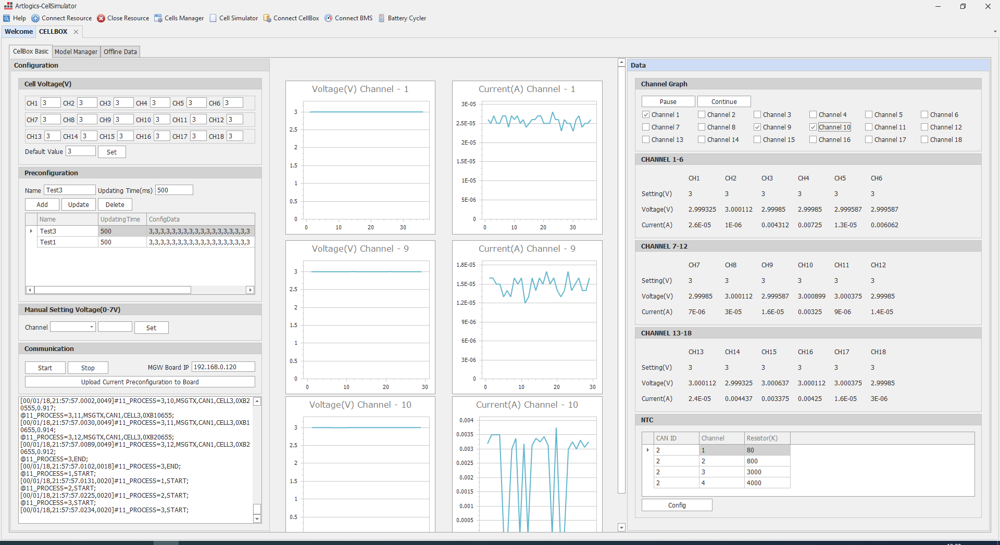 Artlogics-CellSimulator
Help Connect Resource Close Resource Cells Manager Cell Simulator Connect CellBox Connect BMS Battery Cycler
Welcome CELLBOX
CellBox Basic Model Manager Offline Data
Configuration
Cell Voltage(V)
CH1 3 CH2 3 CH3 3 CH4 3 CH5 3 CH6 3
CH7 3 CH8 3 CH9 3 CH10 3 CH11 3 CH12 3
CH13 3 CH14 3 CH15 3 CH16 3 CH17 3 CH18 3
Default Value 3 Set
Preconfiguration
Name Test3 Updating Time(ms) 500
Add Update Delete
Name UpdatingTime ConfigData
Test3 500 3,3,3,3,3,3,3,3,3,3,3,3,3,3,3,3,3,3
Test1 500 3,3,3,3,3,3,3,3,3,3,3,3,3,3,3,3,3,3
Manual Setting Voltage(0-7V)
Channel Set
Communication
Start Stop MGW Board IP 192.168.0.120
Upload Current Preconfiguration to Board
[00/01/18,21:57:57.0002,0049]#11_PROCESS=3,10,MSGTX,CAN1,CELL3,0XB2
0555,0.917;
@11_PROCESS=3,11,MSGTX,CAN1,CELL3,0XB10655;
[00/01/18,21:57:57.0030,0049]#11_PROCESS=3,11,MSGTX,CAN1,CELL3,0XB1
0655,0.914;
@11_PROCESS=3,12,MSGTX,CAN1,CELL3,0XB20655;
[00/01/18,21:57:57.0089,0049]#11_PROCESS=3,12,MSGTX,CAN1,CELL3,0XB2
0655,0.912;
@11_PROCESS=3,END;
[00/01/18,21:57:57.0102,0018]#11_PROCESS=3,END;
@11_PROCESS=1,START;
[00/01/18,21:57:57.0131,0020]#11_PROCESS=1,START;
@11_PROCESS=2,START;
[00/01/18,21:57:57.0225,0020]#11_PROCESS=2,START;
@11_PROCESS=3,START;
[00/01/18,21:57:57.0234,0020]#11_PROCESS=3,START;
Voltage(V) Channel - 1
3
2.5
2
1.5
1
0.5
0
0 10 20 30
Current(A) Channel - 1
3E-05
2.5E-05
2E-05
1.5E-05
1E-05
5E-06
0
0 10 20 30
Voltage(V) Channel - 9
3
2.5
2
1.5
1
0.5
0
0 10 20 30
Current(A) Channel - 9
1.8E-05
1.5E-05
1.2E-05
9E-06
6E-06
3E-06
0
0 10 20 30
Voltage(V) Channel - 10
3
2.5
2
1.5
1
0.5
Current(A) Channel - 10
0.004
0.0035
0.003
0.0025
0.002
0.0015
0.001
0.0005
Data
Channel Graph
Pause Continue
Channel 1 Channel 2 Channel 3 Channel 4 Channel 5 Channel 6
Channel 7 Channel 8 Channel 9 Channel 10 Channel 11 Channel 12
Channel 13 Channel 14 Channel 15 Channel 16 Channel 17 Channel 18
CHANNEL 1-6
CH1 CH2 CH3 CH4 CH5 CH6
Setting(V) 3 3 3 3 3 3
Voltage(V) 2.999325 3.000112 2.99985 2.99985 2.999587 2.999587
Current(A) 2.6E-05 1E-06 0.004312 0.00725 1.3E-05 0.006062
CHANNEL 7-12
CH7 CH8 CH9 CH10 CH11 CH12
Setting(V) 3 3 3 3 3 3
Voltage(V) 2.99985 3.000112 2.999587 3.000899 3.000375 2.99985
Current(A) 7E-06 3E-05 1.6E-05 0.00325 9E-06 1.4E-05
CHANNEL 13-18
CH13 CH14 CH15 CH16 CH17 CH18
Setting(V) 3 3 3 3 3 3
Voltage(V) 3.000112 2.999325 3.000637 3.000112 3.000375 2.99985
Current(A) 2.4E-05 0.004437 0.003375 0.00425 1.6E-05 3E-06
NTC
CAN ID Channel Resistor(K)
2 1 80
2 2 800
2 3 3000
2 4 4000
Config